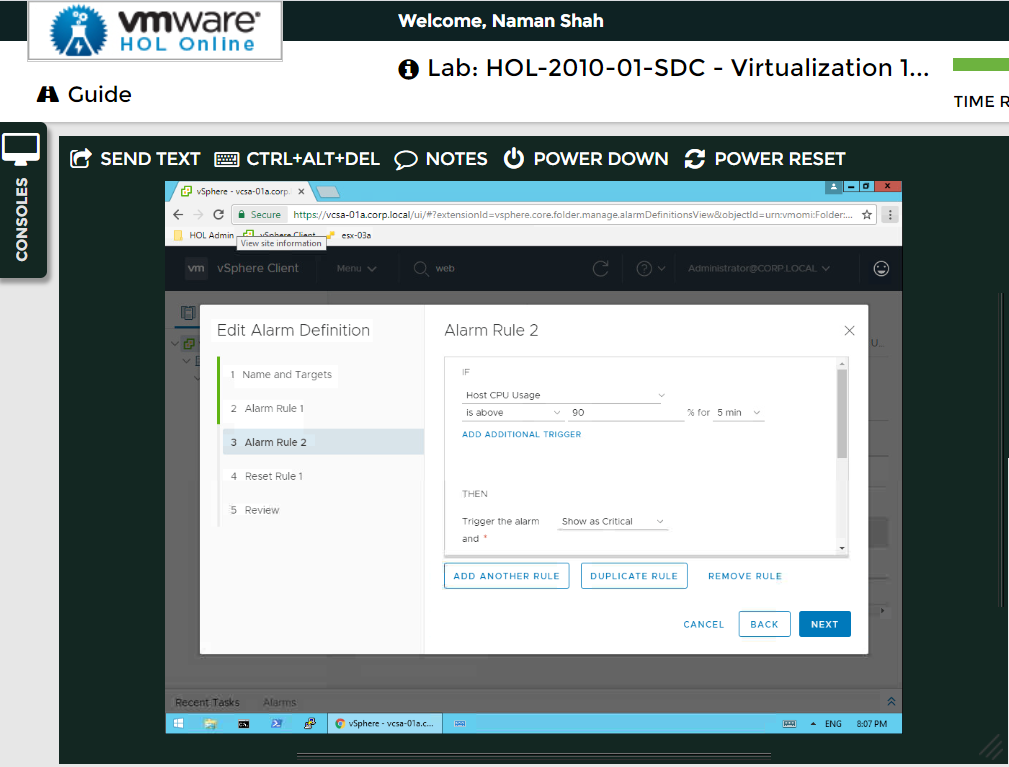 vmware®
HOL Online
Welcome, Naman Shah
Lab: HOL-2010-01-SDC - Virtualization 1...
Guide
TIME R
CONSOLES
SEND TEXT CTRL+ALT+DEL NOTES POWER DOWN POWER RESET
vSphere - vcsa-01a.corp.
Secure https://vcsa-01a.corp.local/ui/#?extensionId=vsphere.core.folder.manage.alarmDefinitionsView&objectId=urn:vmomi:Folder:...
HOL Admin vSphere Client esx-03a
View site information
vm vSphere Client Menu web Administrator@CORP.LOCAL
U...
Edit Alarm Definition
1 Name and Targets
2 Alarm Rule 1
3 Alarm Rule 2
4 Reset Rule 1
5 Review
Alarm Rule 2
IF
Host CPU Usage
is above 90 % for 5 min
ADD ADDITIONAL TRIGGER
THEN
Trigger the alarm Show as Critical
and *
ADD ANOTHER RULE DUPLICATE RULE REMOVE RULE
CANCEL BACK NEXT
Recent Tasks Alarms
vSphere - vcsa-01a.c... ENG 8:07 PM